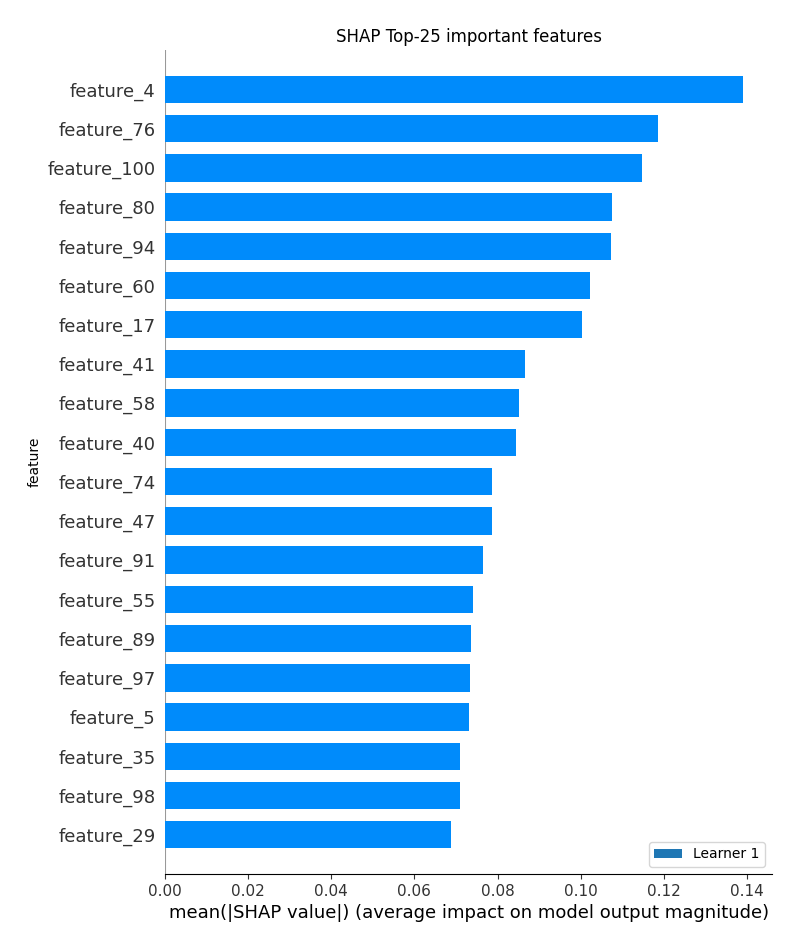 SHAP Top-25 important features
feature_4
feature_76
feature_100
feature_80
feature_94
feature_60
feature_17
feature_41
feature_58
feature_40
feature_74
feature_47
feature_91
feature_55
feature_89
feature_97
feature_5
feature_35
feature_98
feature_29
feature
Learner 1
0.00 0.02 0.04 0.06 0.08 0.10 0.12 0.14
mean(|SHAP value|) (average impact on model output magnitude)